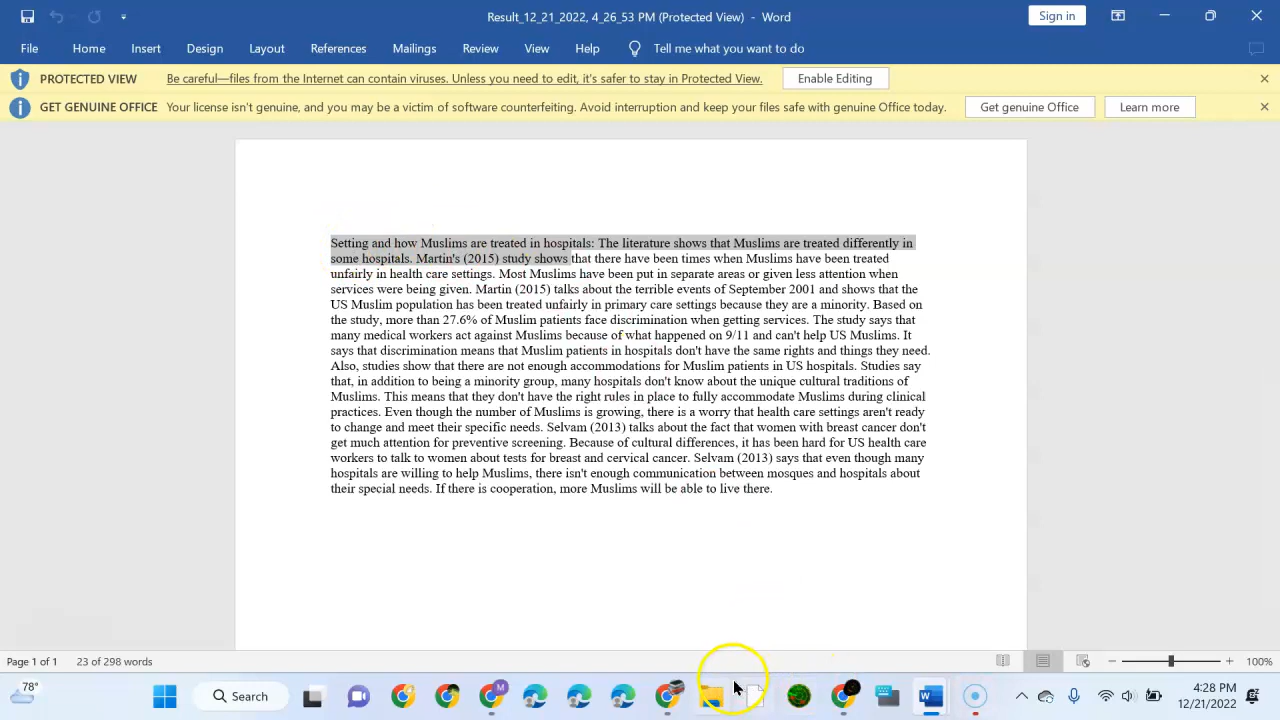 Result_12_21_2022, 4_26_53 PM (Protected View) - Word
Sign in
File Home Insert Design Layout References Mailings Review View Help Tell me what you want to do
PROTECTED VIEW Be careful—files from the Internet can contain viruses. Unless you need to edit, it's safer to stay in Protected View. Enable Editing
GET GENUINE OFFICE Your license isn't genuine, and you may be a victim of software counterfeiting. Avoid interruption and keep your files safe with genuine Office today. Get genuine Office Learn more
Setting and how Muslims are treated in hospitals: The literature shows that Muslims are treated differently in
some hospitals. Martin's (2015) study shows that there have been times when Muslims have been treated
unfairly in health care settings. Most Muslims have been put in separate areas or given less attention when
services were being given. Martin (2015) talks about the terrible events of September 2001 and shows that the
US Muslim population has been treated unfairly in primary care settings because they are a minority. Based on
the study, more than 27.6% of Muslim patients face discrimination when getting services. The study says that
many medical workers act against Muslims because of what happened on 9/11 and can't help US Muslims. It
says that discrimination means that Muslim patients in hospitals don't have the same rights and things they need.
Also, studies show that there are not enough accommodations for Muslim patients in US hospitals. Studies say
that, in addition to being a minority group, many hospitals don't know about the unique cultural traditions of
Muslims. This means that they don't have the right rules in place to fully accommodate Muslims during clinical
practices. Even though the number of Muslims is growing, there is a worry that health care settings aren't ready
to change and meet their specific needs. Selvam (2013) talks about the fact that women with breast cancer don't
get much attention for preventive screening. Because of cultural differences, it has been hard for US health care
workers to talk to women about tests for breast and cervical cancer. Selvam (2013) says that even though many
hospitals are willing to help Muslims, there isn't enough communication between mosques and hospitals about
their special needs. If there is cooperation, more Muslims will be able to live there.
Page 1 of 1 23 of 298 words 100%
78° Search M 4:28 PM
12/21/2022